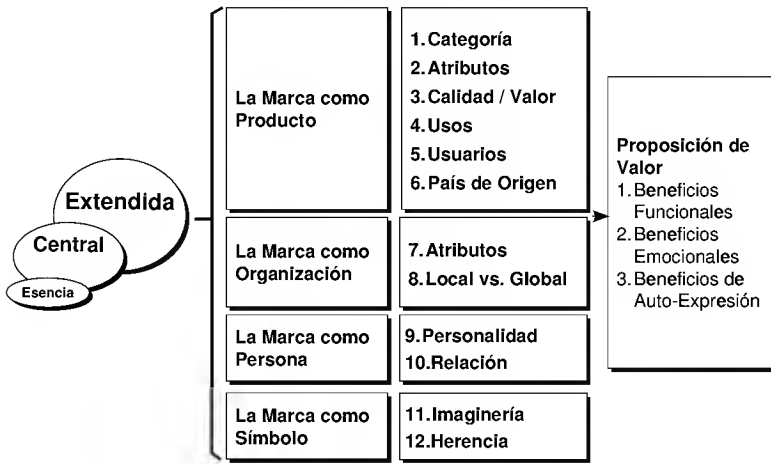 Extendida
Central
Esencia
La Marca como
Producto
1.Categoría
2.Atributos
3.Calidad / Valor
4.Usos
5.Usuarios
6.País de Origen
La Marca como
Organización
7.Atributos
8.Local vs. Global
La Marca como
Persona
9.Personalidad
10.Relación
La Marca como
Símbolo
11.Imaginería
12.Herencia
Proposición de
Valor
1.Beneficios
Funcionales
2.Beneficios
Emocionales
3.Beneficios de
Auto-Expresión